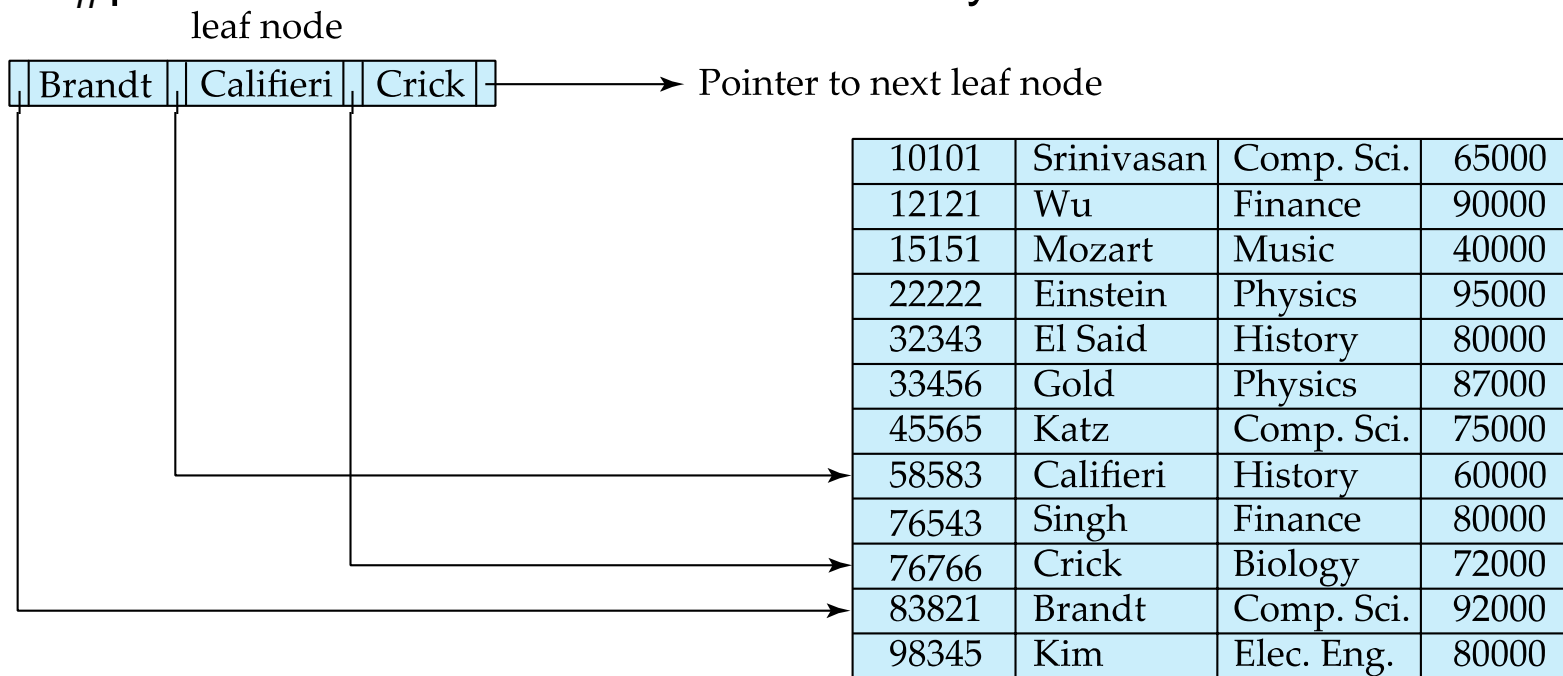 leaf node
Brandt Califieri Crick Pointer to next leaf node
10101 Srinivasan Comp. Sci. 65000
12121 Wu Finance 90000
15151 Mozart Music 40000
22222 Einstein Physics 95000
32343 El Said History 80000
33456 Gold Physics 87000
45565 Katz Comp. Sci. 75000
58583 Califieri History 60000
76543 Singh Finance 80000
76766 Crick Biology 72000
83821 Brandt Comp. Sci. 92000
98345 Kim Elec. Eng. 80000